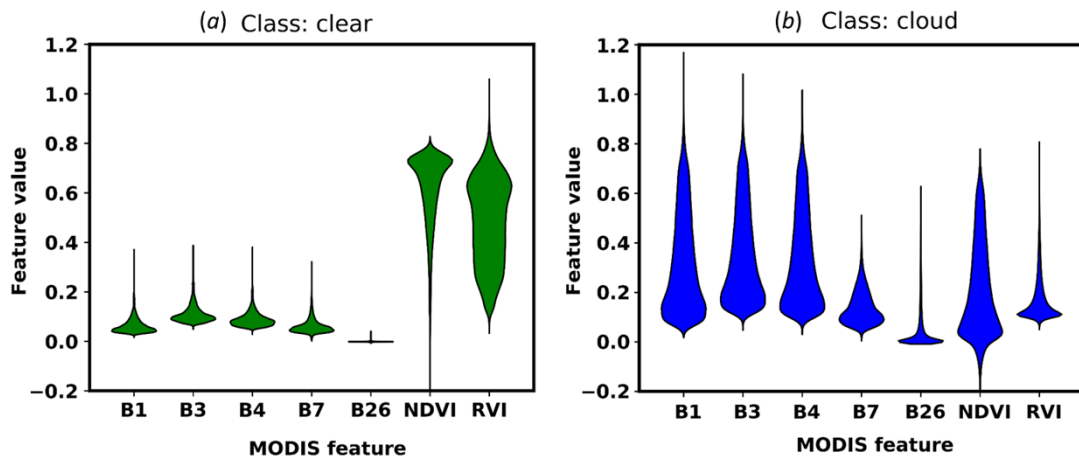 (a) Class: clear
1.2
1.0
0.8
0.6
0.4
0.2
0.0
−0.2
Feature value
B1 B3 B4 B7 B26 NDVI RVI
MODIS feature
(b) Class: cloud
1.2
1.0
0.8
0.6
0.4
0.2
0.0
−0.2
Feature value
B1 B3 B4 B7 B26 NDVI RVI
MODIS feature